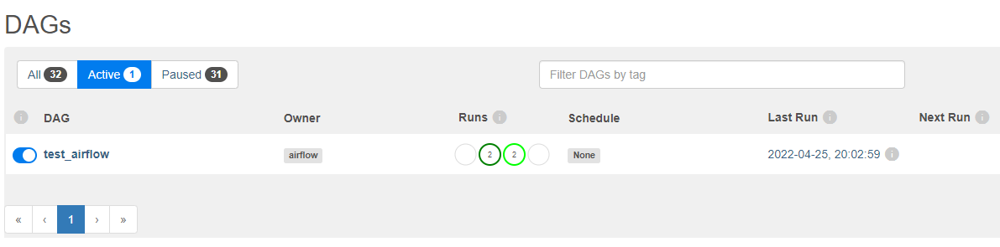 DAGs
All 32 Active 1 Paused 31 Filter DAGs by tag
i DAG Owner Runs i Schedule Last Run i Next Run i
test_airflow airflow 2 2 None 2022-04-25, 20:02:59 i
« ‹ 1 › »